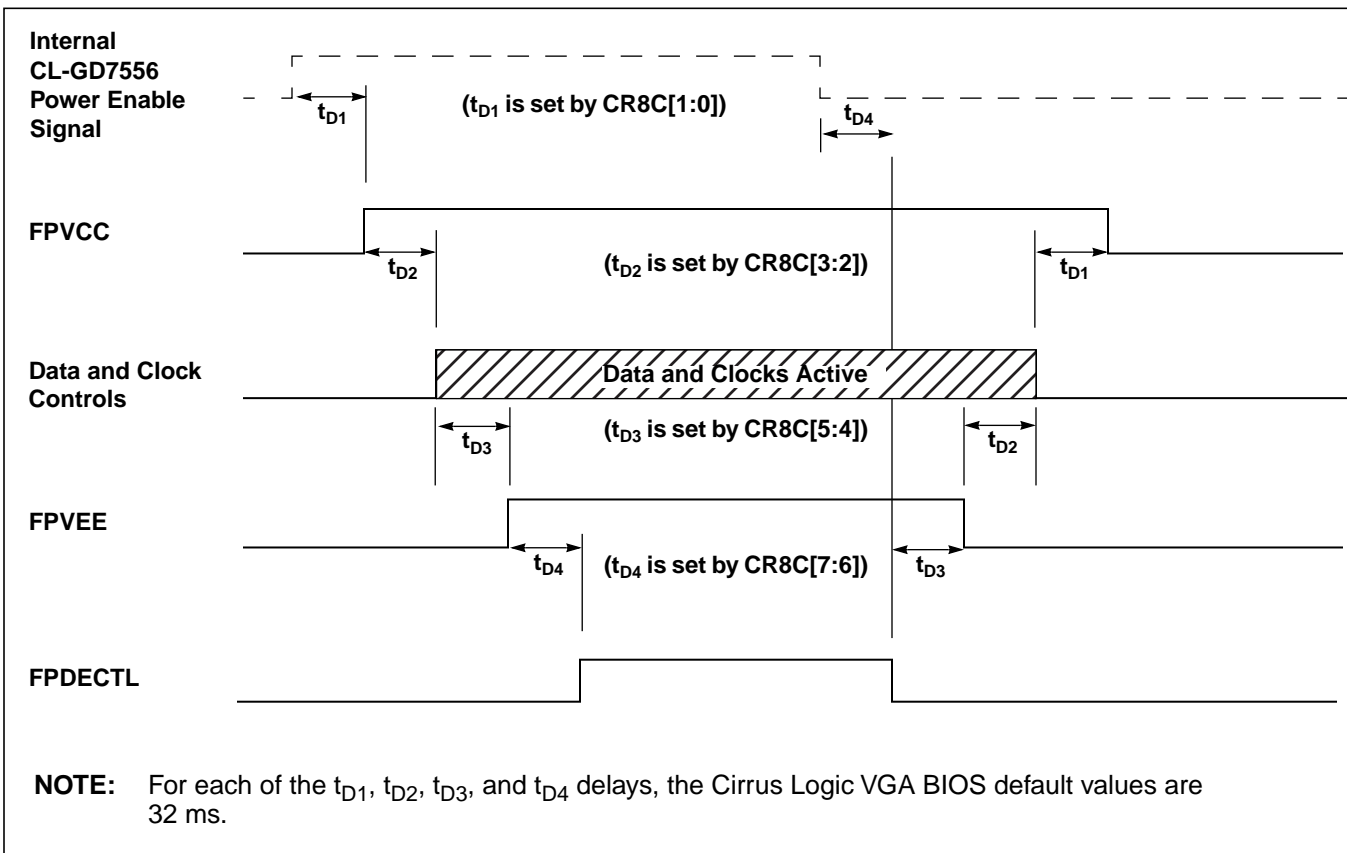 Internal
CL-GD7556
Power Enable
Signal
tD1
(tD1 is set by CR8C[1:0])
tD4
FPVCC
tD2
(tD2 is set by CR8C[3:2])
tD1
Data and Clock
Controls
Data and Clocks Active
tD3
(tD3 is set by CR8C[5:4])
tD2
FPVEE
tD4
(tD4 is set by CR8C[7:6])
tD3
FPDECTL
NOTE: For each of the tD1, tD2, tD3, and tD4 delays, the Cirrus Logic VGA BIOS default values are
32 ms.